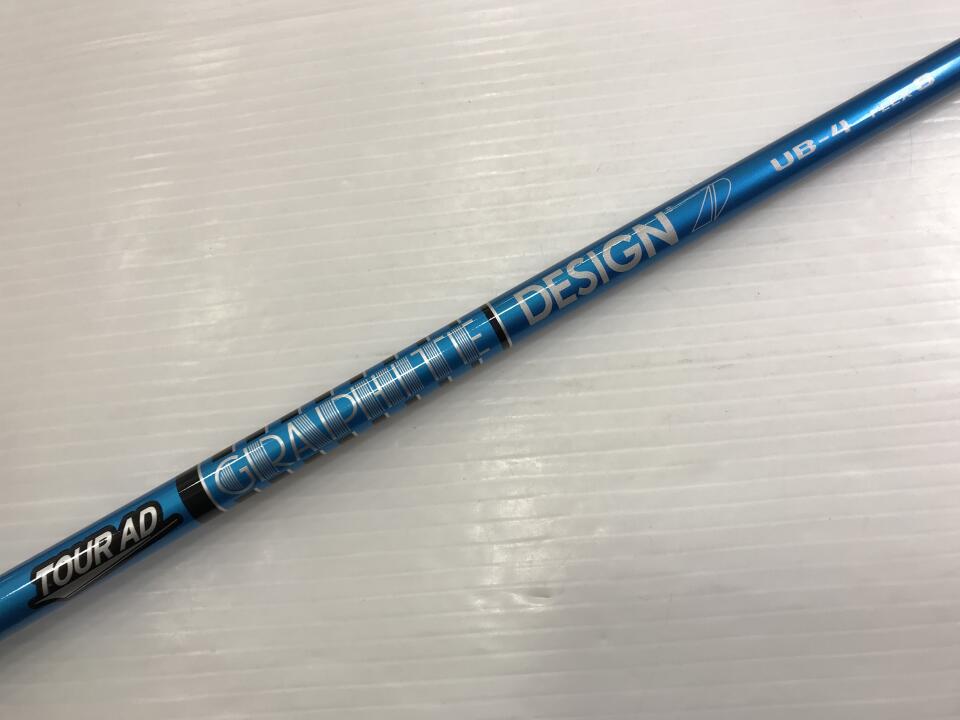 TOUR AD
GRAPHITE
DESIGN
UB-4